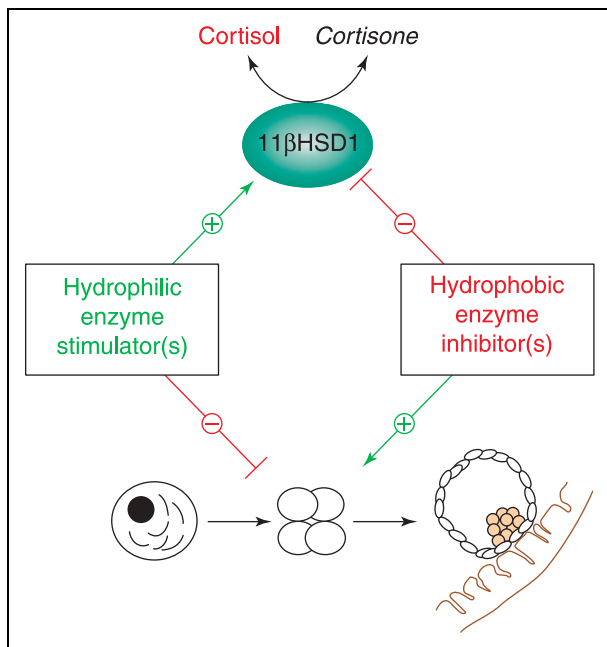 Cortisol Cortisone
11βHSD1
+
−
Hydrophilic
enzyme
stimulator(s)
Hydrophobic
enzyme
inhibitor(s)
−
+